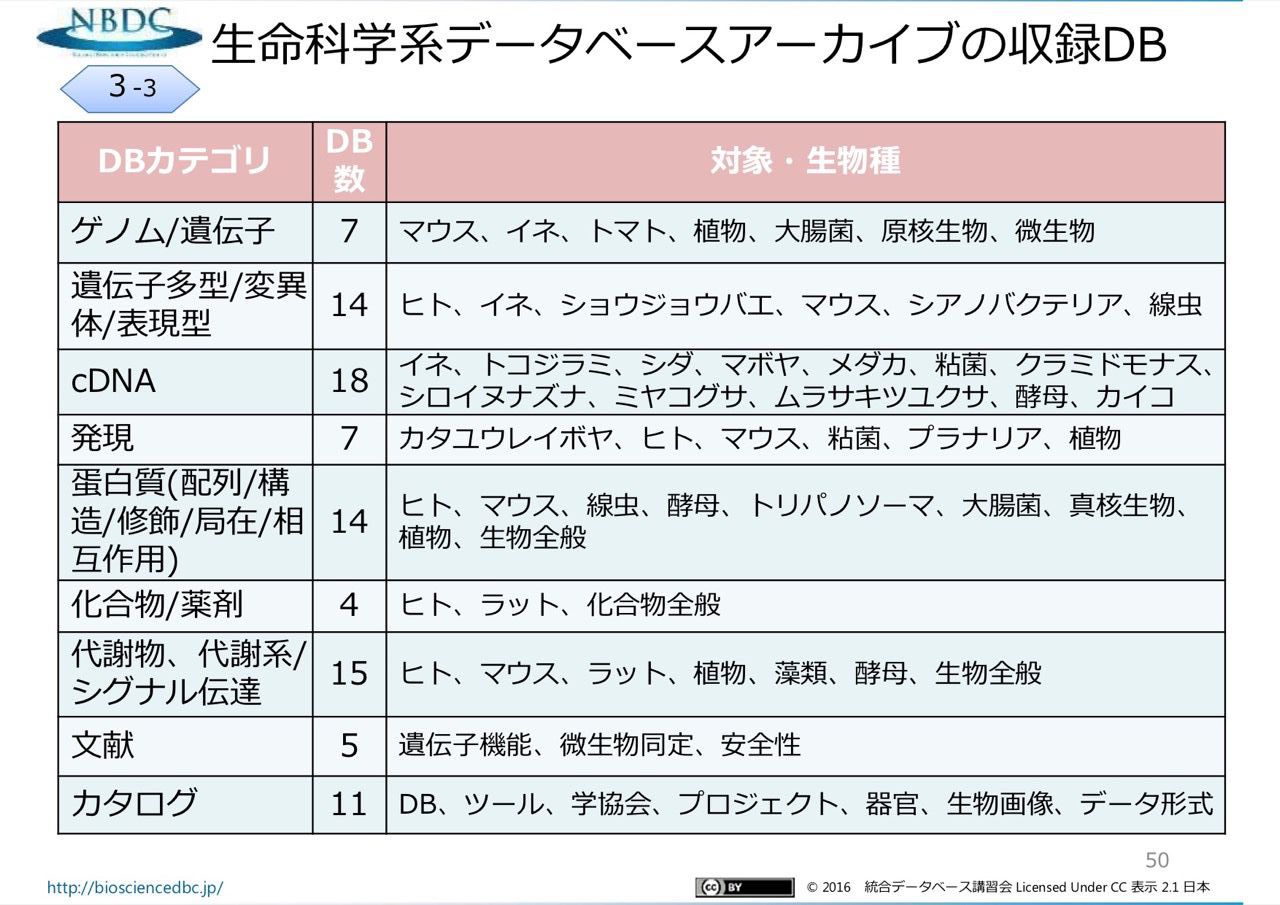 NBDC
生命科学系データベースアーカイブの収録DB
3-3
DBカテゴリ
DB
数
対象・生物種
ゲノム/遺伝子
7
マウス、イネ、トマト、植物、大腸菌、原核生物、微生物
遺伝子多型/変異
体/表現型
14
ヒト、イネ、ショウジョウバエ、マウス、シアノバクテリア、線虫
cDNA
18
イネ、トコジラミ、シダ、マボヤ、メダカ、粘菌、クラミドモナス、
シロイヌナズナ、ミヤコグサ、ムラサキツユクサ、酵母、カイコ
発現
7
カタユウレイボヤ、ヒト、マウス、粘菌、プラナリア、植物
蛋白質(配列/構
造/修飾/局在/相
互作用)
14
ヒト、マウス、線虫、酵母、トリパノソーマ、大腸菌、真核生物、
植物、生物全般
化合物/薬剤
4
ヒト、ラット、化合物全般
代謝物、代謝系/
シグナル伝達
15
ヒト、マウス、ラット、植物、藻類、酵母、生物全般
文献
5
遺伝子機能、微生物同定、安全性
カタログ
11
DB、ツール、学協会、プロジェクト、器官、生物画像、データ形式
50
http://biosciencedbc.jp/
cc BY
© 2016 統合データベース講習会 Licensed Under CC 表示 2.1 日本